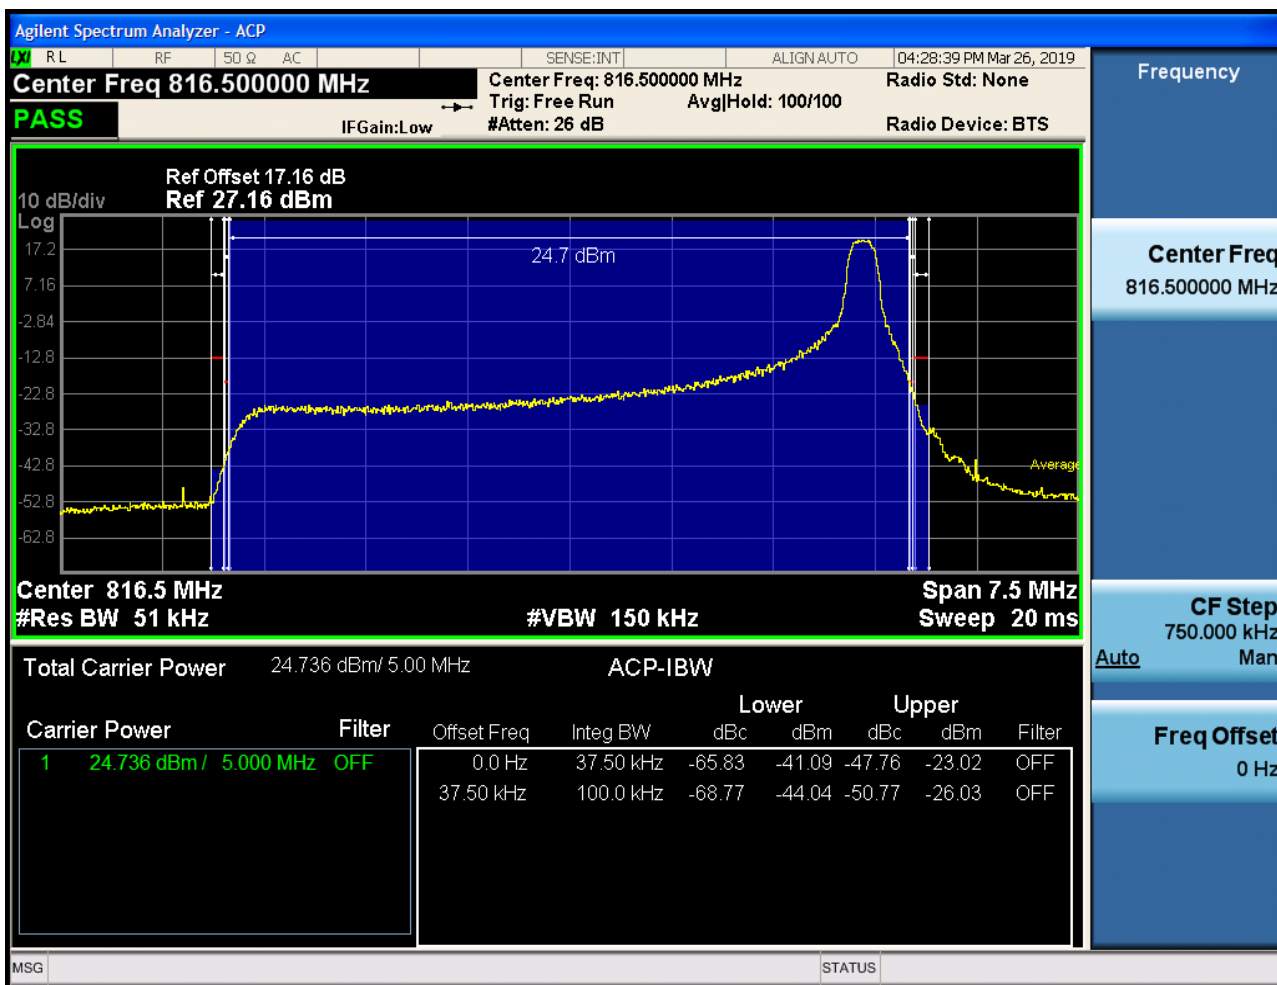 Agilent Spectrum Analyzer - ACP
LXI RL RF 50 Ω AC SENSE:INT ALIGNAUTO 04:28:39 PM Mar 26, 2019
Center Freq 816.500000 MHz
Center Freq: 816.500000 MHz Radio Std: None
Trig: Free Run Avg|Hold: 100/100
PASS IFGain:Low #Atten: 26 dB Radio Device: BTS
Ref Offset 17.16 dB
10 dB/div Ref 27.16 dBm
Log
17.2
24.7 dBm
7.16
-2.84
-12.8
-22.8
-32.8
-42.8
Average
-52.8
-62.8
Center 816.5 MHz Span 7.5 MHz
#Res BW 51 kHz #VBW 150 kHz Sweep 20 ms
Total Carrier Power 24.736 dBm/ 5.00 MHz ACP-IBW
Lower Upper
Carrier Power Filter Offset Freq Integ BW dBc dBm dBc dBm Filter
1 24.736 dBm / 5.000 MHz OFF 0.0 Hz 37.50 kHz -65.83 -41.09 -47.76 -23.02 OFF
37.50 kHz 100.0 kHz -68.77 -44.04 -50.77 -26.03 OFF
MSG STATUS
Frequency
Center Freq
816.500000 MHz
CF Step
750.000 kHz
Auto Man
Freq Offset
0 Hz